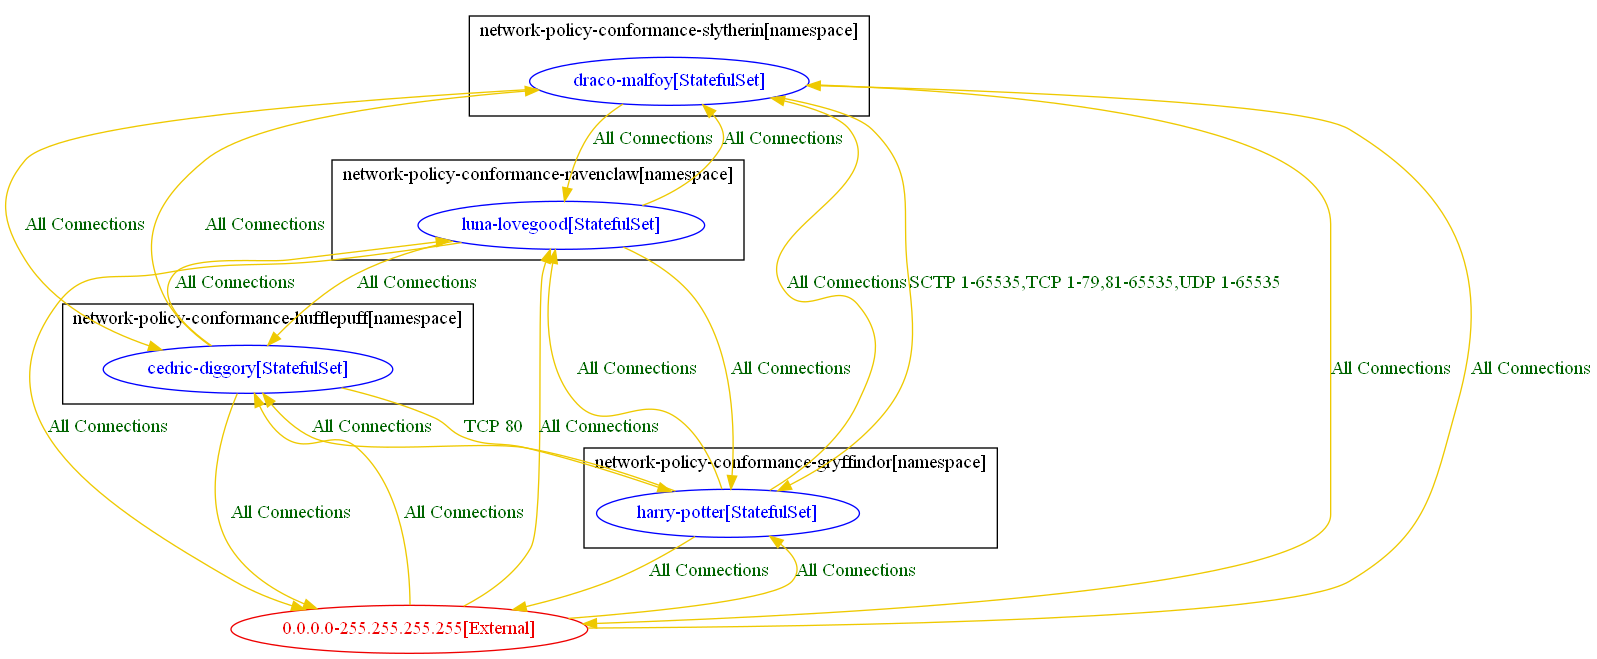 network-policy-conformance-slytherin[namespace]
draco-malfoy[StatefulSet]
All Connections
All Connections
network-policy-conformance-ravenclaw[namespace]
luna-lovegood[StatefulSet]
All Connections
All Connections
All Connections
All Connections
All Connections
SCTP 1-65535,TCP 1-79,81-65535,UDP 1-65535
network-policy-conformance-hufflepuff[namespace]
cedric-diggory[StatefulSet]
All Connections
All Connections
All Connections
All Connections
All Connections
All Connections
TCP 80
All Connections
network-policy-conformance-gryffindor[namespace]
harry-potter[StatefulSet]
All Connections
All Connections
All Connections
All Connections
0.0.0.0-255.255.255.255[External]